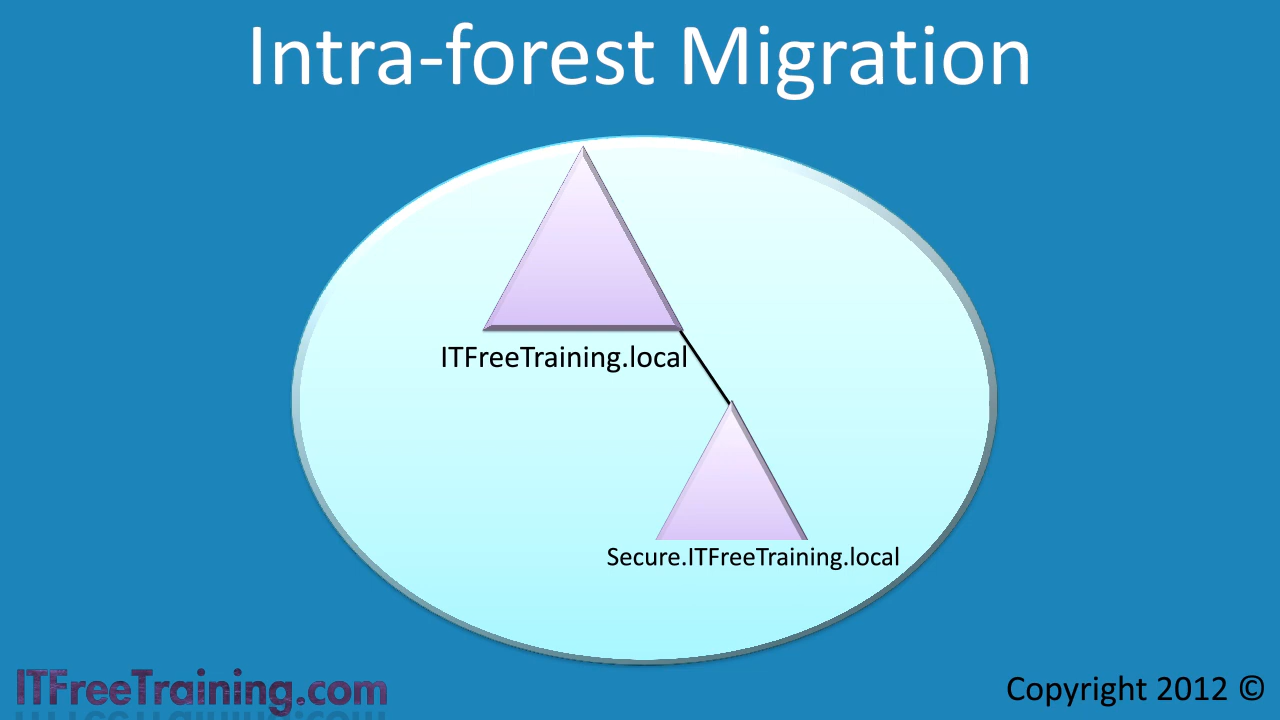 Intra-forest Migration
ITFreeTraining.local
Secure.ITFreeTraining.local
ITFreeTraining.com
Copyright 2012 ©